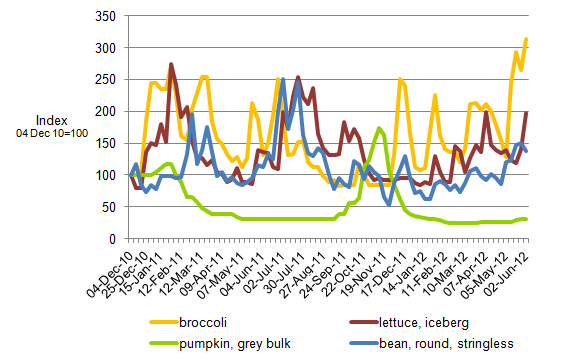 350
300
250
200
150
100
50
0
Index
04 Dec 10=100
04-Dec-10
25-Dec-10
15-Jan-11
12-Feb-11
12-Mar-11
09-Apr-11
07-May-11
04-Jun-11
02-Jul-11
30-Jul-11
27-Aug-11
24-Sep-11
22-Oct-11
19-Nov-11
17-Dec-11
14-Jan-12
11-Feb-12
10-Mar-12
07-Apr-12
05-May-12
02-Jun-12
broccoli
lettuce, iceberg
pumpkin, grey bulk
bean, round, stringless